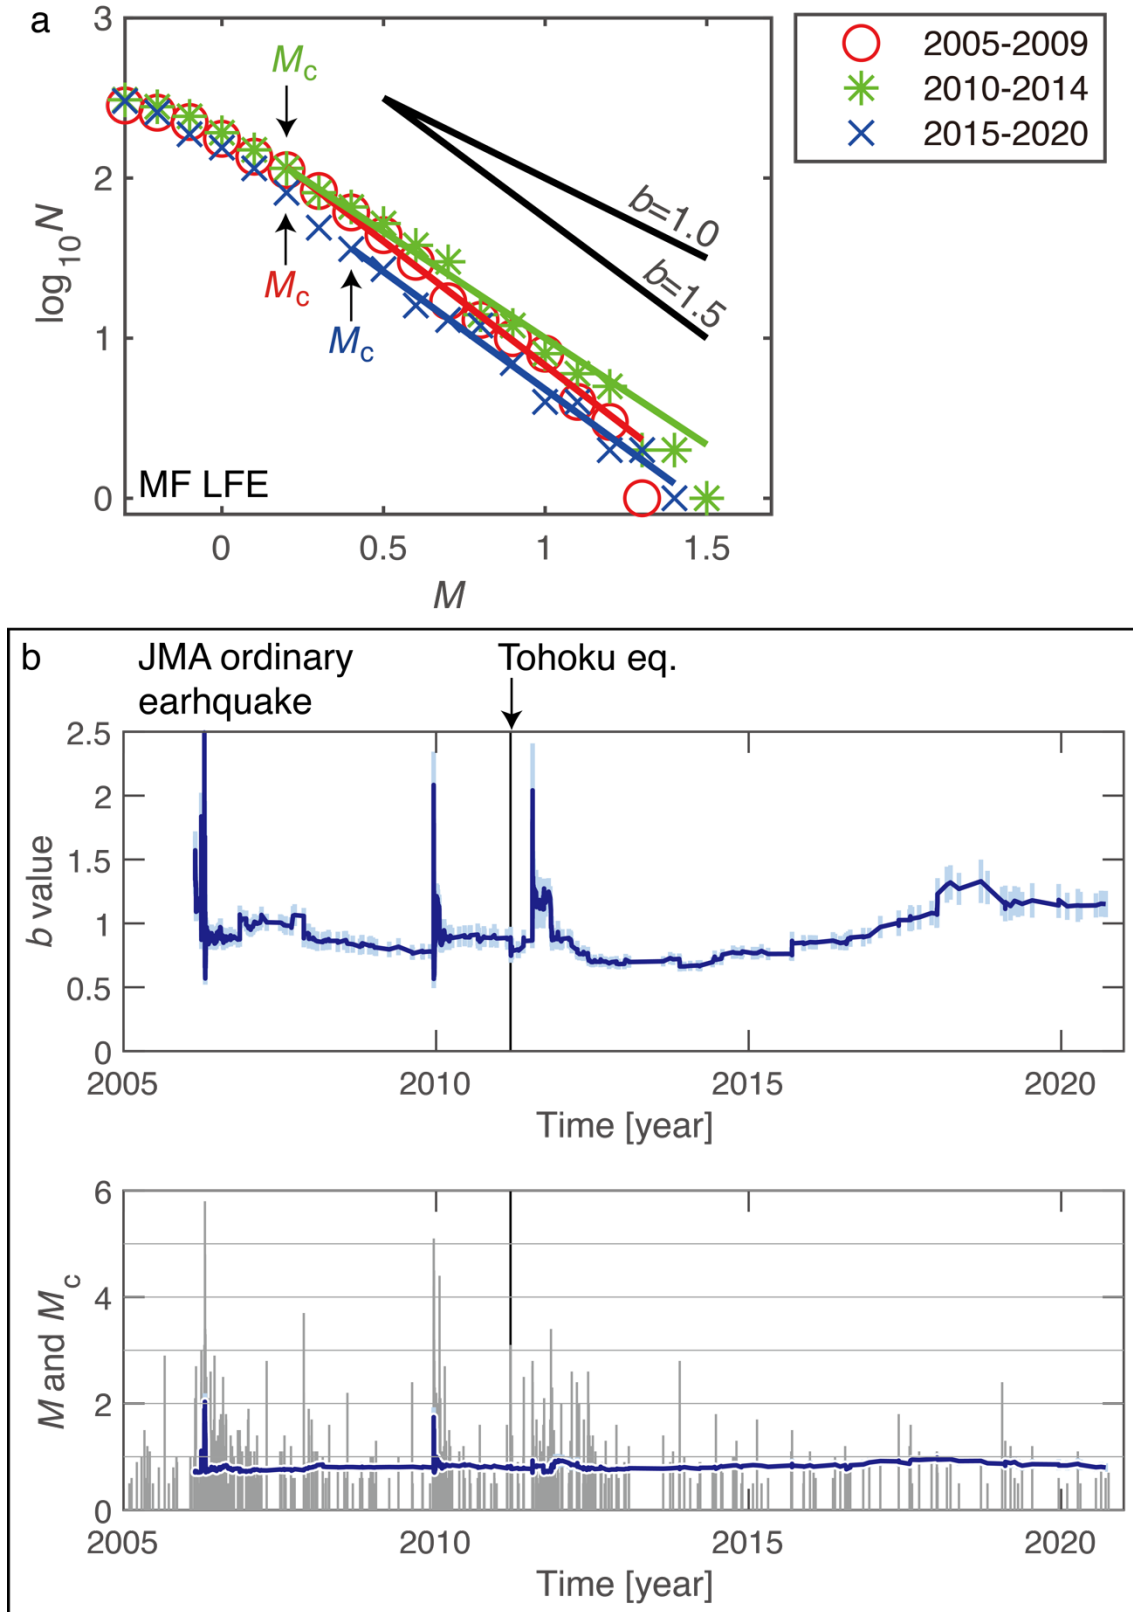 a
3
2
1
0
log10N
Mc
Mc
Mc
b=1.0
b=1.5
MF LFE
0
0.5
1
1.5
M
2005-2009
2010-2014
2015-2020
b
JMA ordinary
earhquake
Tohoku eq.
2.5
2
1.5
1
0.5
0
b value
2005
2010
2015
2020
Time [year]
6
4
2
0
M and Mc
2005
2010
2015
2020
Time [year]